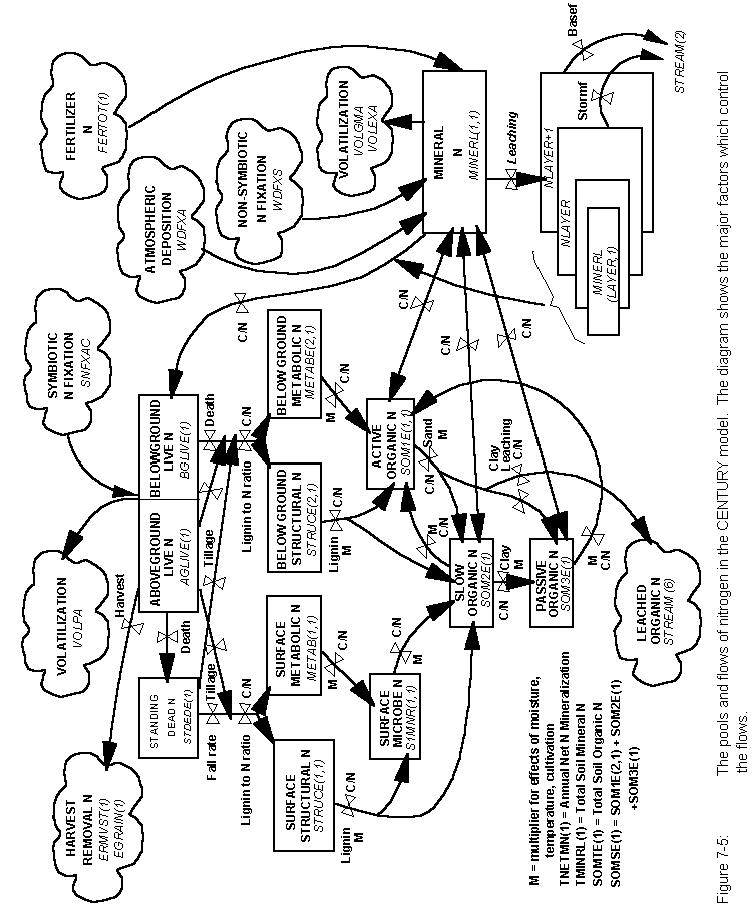 HARVEST
REMOVAL N
ERMVST(1)
EGRAIN(1)
VOLATILIZATION
VOLPA
SYMBIOTIC
N FIXATION
SNFXAC
ATMOSPHERIC
DEPOSITION
WDFXA
FERTILIZER
N
FERTOT(1)
NON-SYMBIOTIC
N FIXATION
WDFXS
VOLATILIZATION
VOLGMA
VOLEXA
Harvest
STANDING
DEAD N
STDEDE(1)
Death
ABOVEGROUND
LIVE N
AGLIVE(1)
BELOWGROUND
LIVE N
BGLIVE(1)
Death
Fall rate
Tillage
Tillage
Lignin to N ratio
C/N
Lignin to N ratio
C/N
C/N
SURFACE
STRUCTURAL N
STRUCE(1,1)
SURFACE
METABOLIC N
METAB(1,1)
BELOW GROUND
STRUCTURAL N
STRUCE(2,1)
BELOW GROUND
METABOLIC N
METABE(2,1)
Lignin
M
C/N
M
C/N
Lignin
M
C/N
M
C/N
SURFACE
MICROBE N
S1MNR(1,1)
M
C/N
ACTIVE
ORGANIC N
SOM1E(1,1)
C/N
Sand
M
M
C/N
SLOW
ORGANIC N
SOM2E(1)
C/N
Clay
M
Clay
Leaching
C/N
PASSIVE
ORGANIC N
SOM3E(1)
M
C/N
C/N
C/N
C/N
MINERAL
N
MINERL(1,1)
Leaching
NLAYER+1
NLAYER
MINERL
(LAYER,1)
Stormf
Basef
STREAM(2)
LEACHED
ORGANIC N
STREAM (6)
M = multiplier for effects of moisture,
temperature, cultivation
TNETMN(1) = Annual Net N Mineralization
TMINRL(1) = Total Soil Mineral N
SOMTE(1) = Total Soil Organic N
SOMSE(1) = SOM1E(2,1) + SOM2E(1)
+SOM3E(1)
Figure 7-5: The pools and flows of nitrogen in the CENTURY model. The diagram shows the major factors which control
the flows.